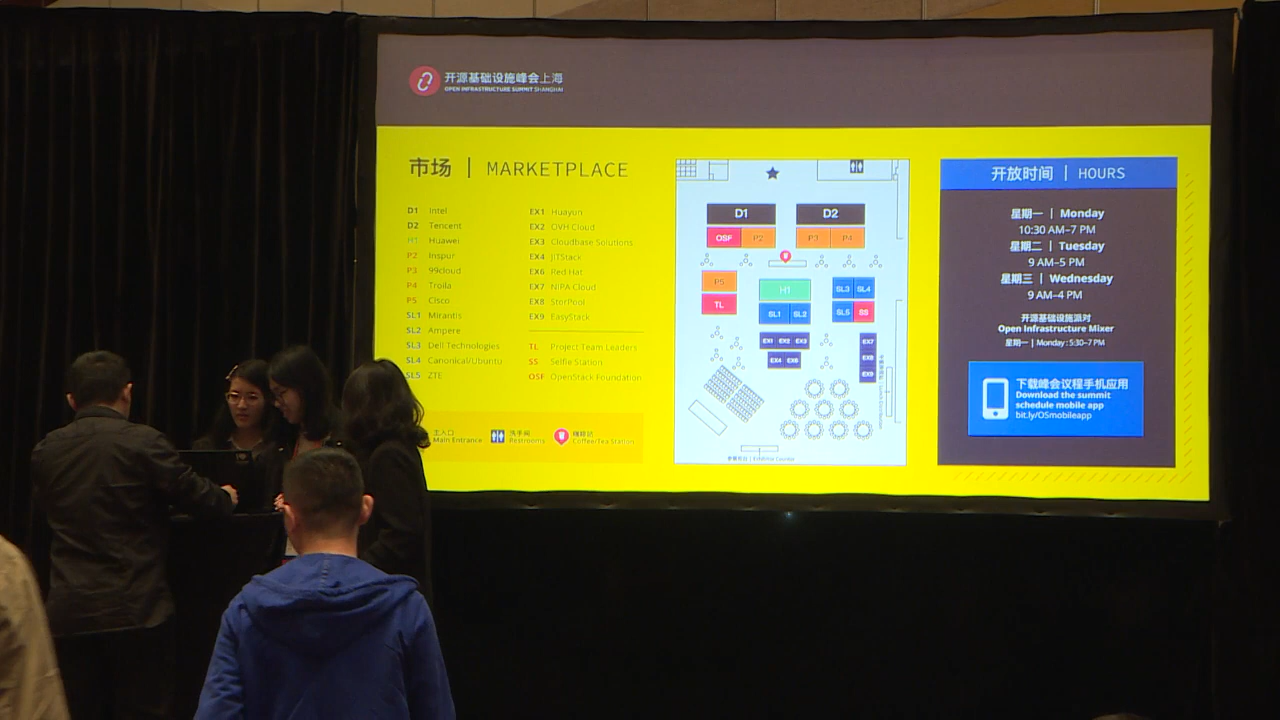 开源基础设施峰会上海
OPEN INFRASTRUCTURE SUMMIT SHANGHAI
市场 | MARKETPLACE
D1 Intel
D2 Tencent
H1 Huawei
P2 Inspur
P3 99cloud
P4 Troila
P5 Cisco
SL1 Mirantis
SL2 Ampere
SL3 Dell Technologies
SL4 Canonical/Ubuntu
SL5 ZTE
EX1 Huayun
EX2 OVH Cloud
EX3 Cloudbase Solutions
EX4 JITStack
EX6 Red Hat
EX7 NIPA Cloud
EX8 StorPool
EX9 EasyStack
TL Project Team Leaders
SS Selfie Station
OSF OpenStack Foundation
主入口
Main Entrance
洗手间
Restrooms
咖啡站
Coffee/Tea Station
D1 D2
OSF P2 P3 P4
P5
TL
H1
SL3 SL4
SL1 SL2
SL5 SS
EX1 EX2 EX3
EX4 EX6
EX7
EX8
EX9
开放时间 | HOURS
星期一 | Monday
10:30 AM–7 PM
星期二 | Tuesday
9 AM–5 PM
星期三 | Wednesday
9 AM–4 PM
开源基础设施派对
Open Infrastructure Mixer
星期一 | Monday : 5:30–7 PM
下载峰会议程手机应用
Download the summit
schedule mobile app
bit.ly/OSmobileapp